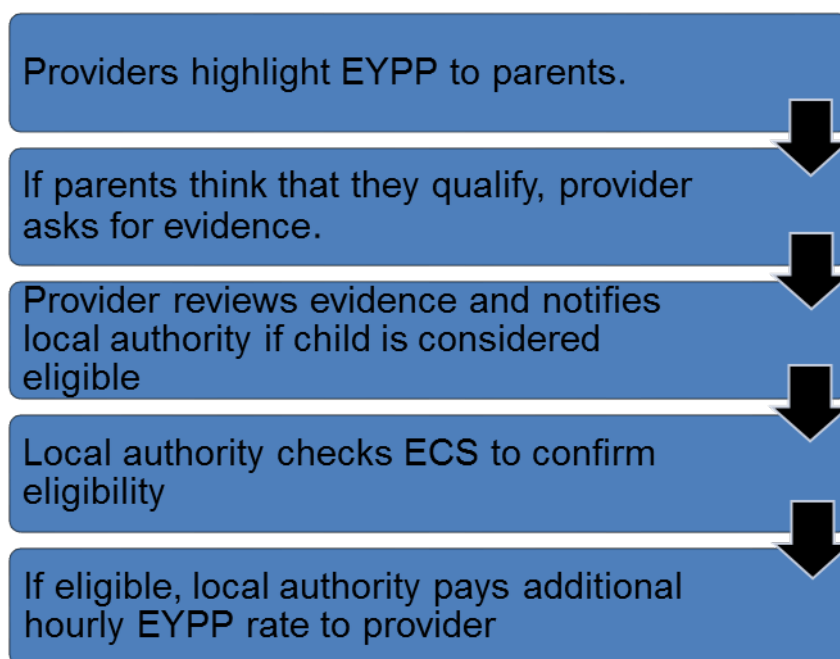 Providers highlight EYPP to parents.
If parents think that they qualify, provider
asks for evidence.
Provider reviews evidence and notifies
local authority if child is considered
eligible
Local authority checks ECS to confirm
eligibility
If eligible, local authority pays additional
hourly EYPP rate to provider